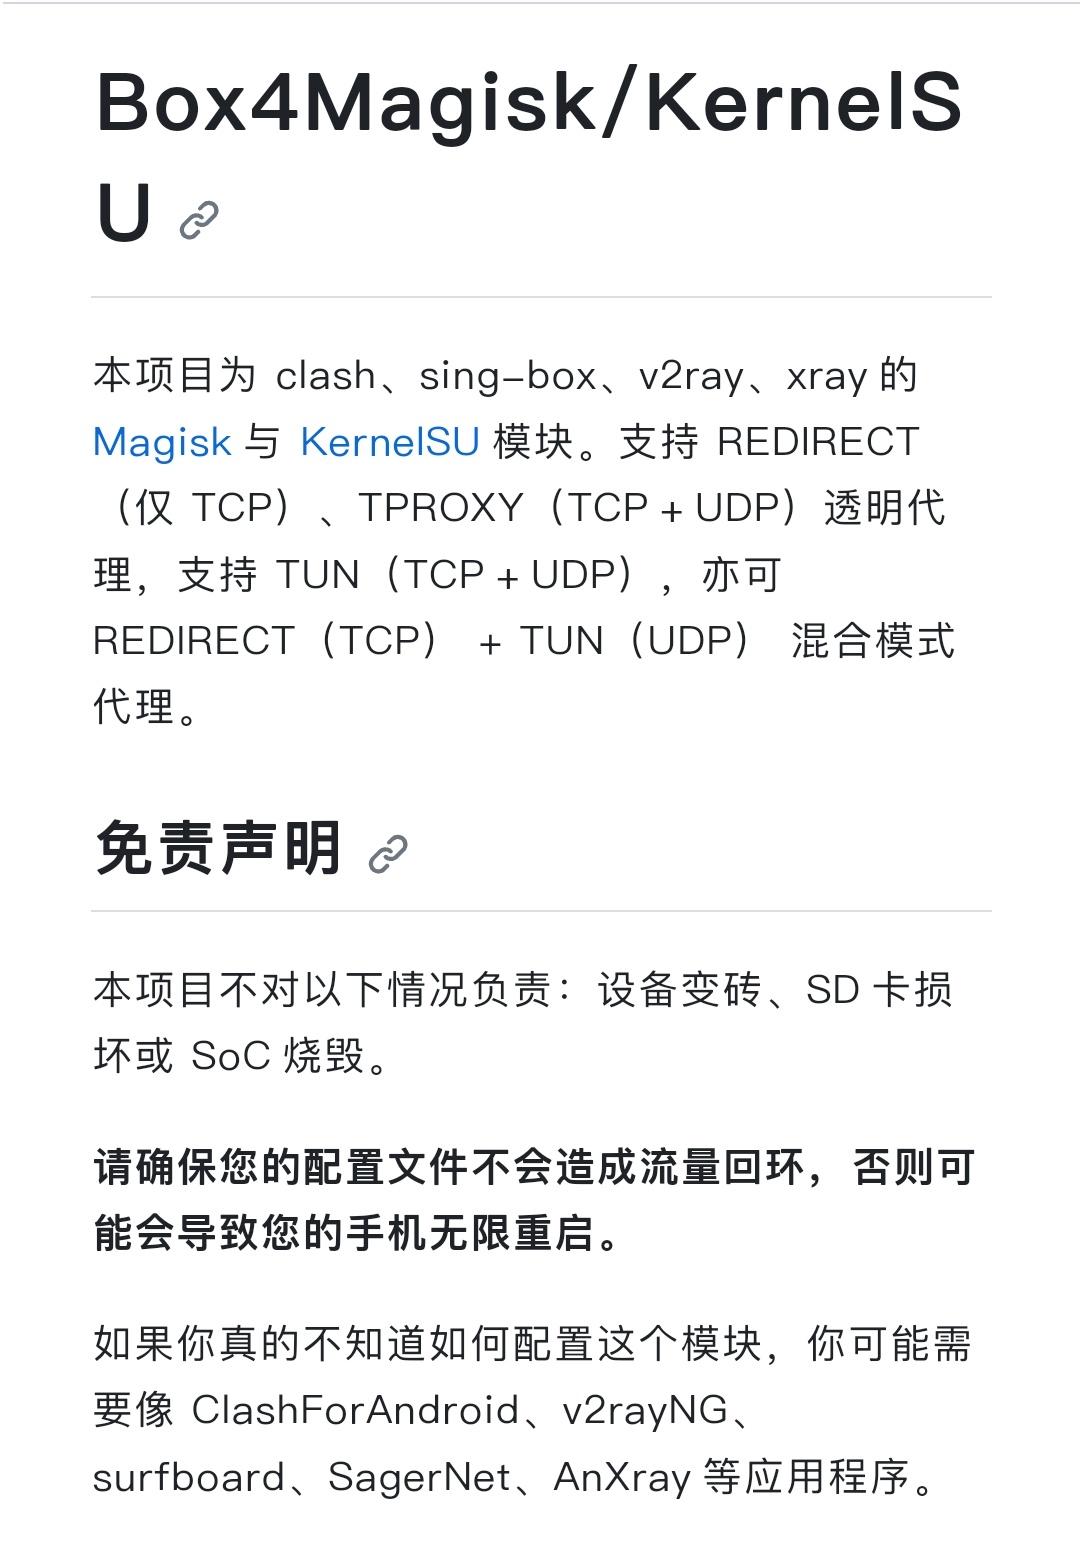 Box4Magisk/KernelS
U
本项目为 clash、sing-box、v2ray、xray 的
Magisk 与 KernelSU 模块。支持 REDIRECT
（仅 TCP）、TPROXY（TCP + UDP）透明代
理，支持 TUN（TCP + UDP），亦可
REDIRECT（TCP） + TUN（UDP） 混合模式
代理。
免责声明
本项目不对以下情况负责：设备变砖、SD 卡损
坏或 SoC 烧毁。
请确保您的配置文件不会造成流量回环，否则可
能会导致您的手机无限重启。
如果你真的不知道如何配置这个模块，你可能需
要像 ClashForAndroid、v2rayNG、
surfboard、SagerNet、AnXray 等应用程序。